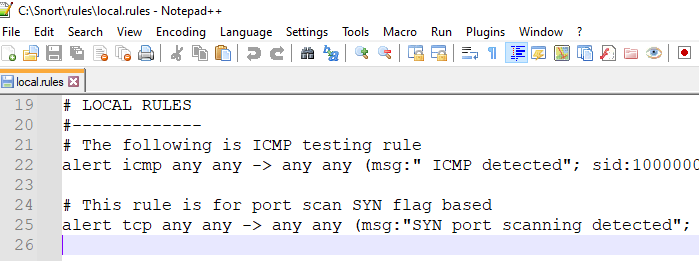 C:\Snort\rules\local.rules - Notepad++
File Edit Search View Encoding Language Settings Tools Macro Run Plugins Window ?
local.rules
19 # LOCAL RULES
20 #-------------
21 # The following is ICMP testing rule
22 alert icmp any any -> any any (msg:" ICMP detected"; sid:1000000
23
24 # This rule is for port scan SYN flag based
25 alert tcp any any -> any any (msg:"SYN port scanning detected";
26